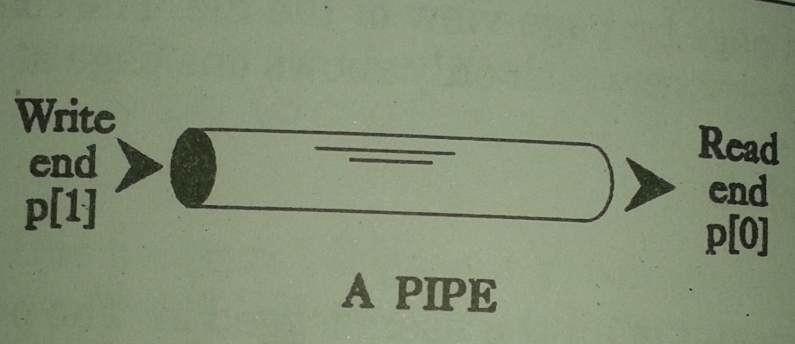 Write
end
p[1]
Read
end
p[0]
A PIPE